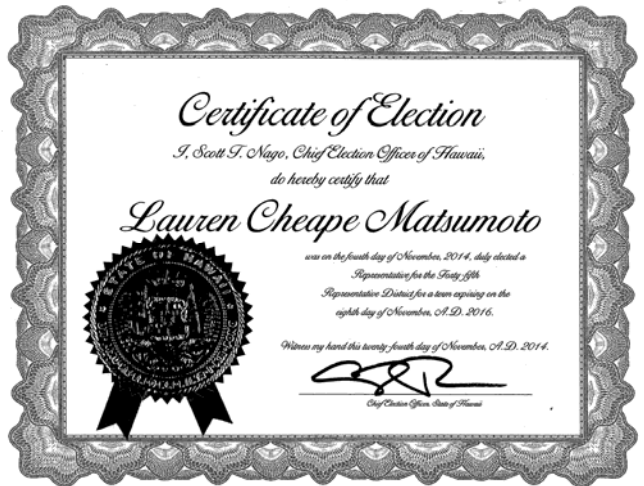 Certificate of Election
I, Scott T. Nago, Chief Election Officer of Hawaii,
do hereby certify that
Lauren Cheape Matsumoto
was on the fourth day of November, 2014, duly elected a
Representative for the Forty-fifth
Representative District for a term expiring on the
eighth day of November, A.D. 2016.
Witness my hand this twenty-fourth day of November, A.D. 2014.
Chief Election Officer, State of Hawaii
STATE OF HAWAII